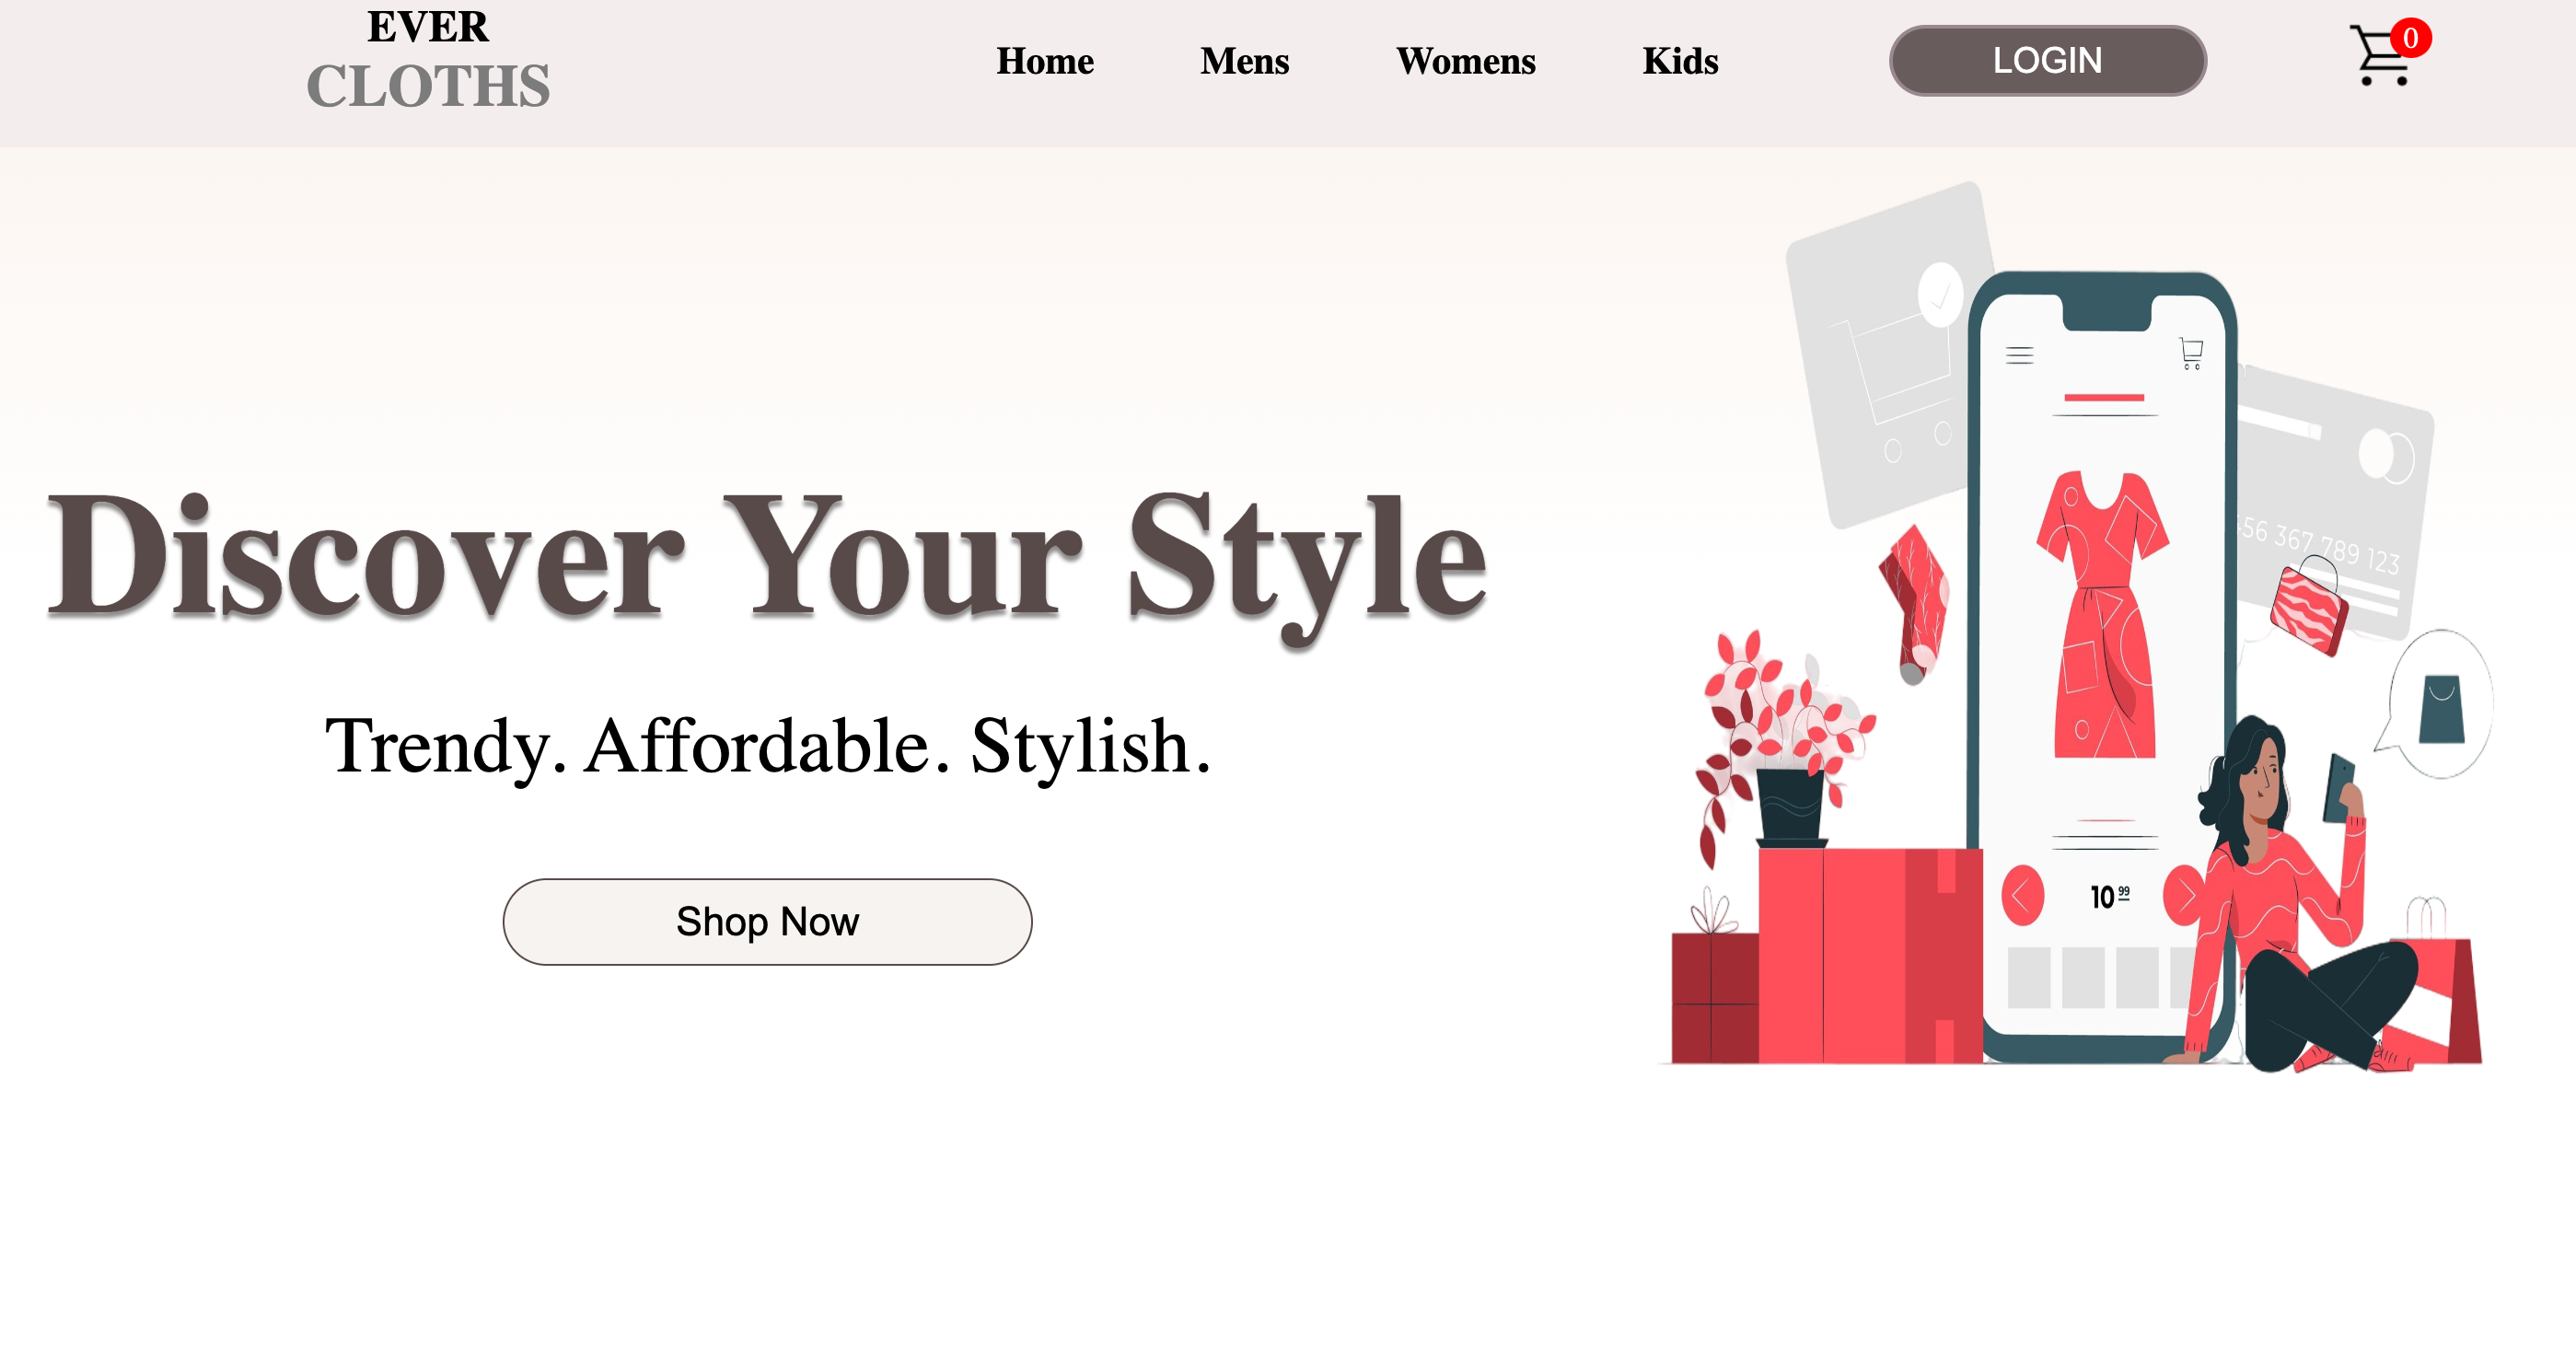 EVER
CLOTHS
Home Mens Womens Kids LOGIN 0
Discover Your Style
Trendy. Affordable. Stylish.
Shop Now
56 367 789 123
10 99